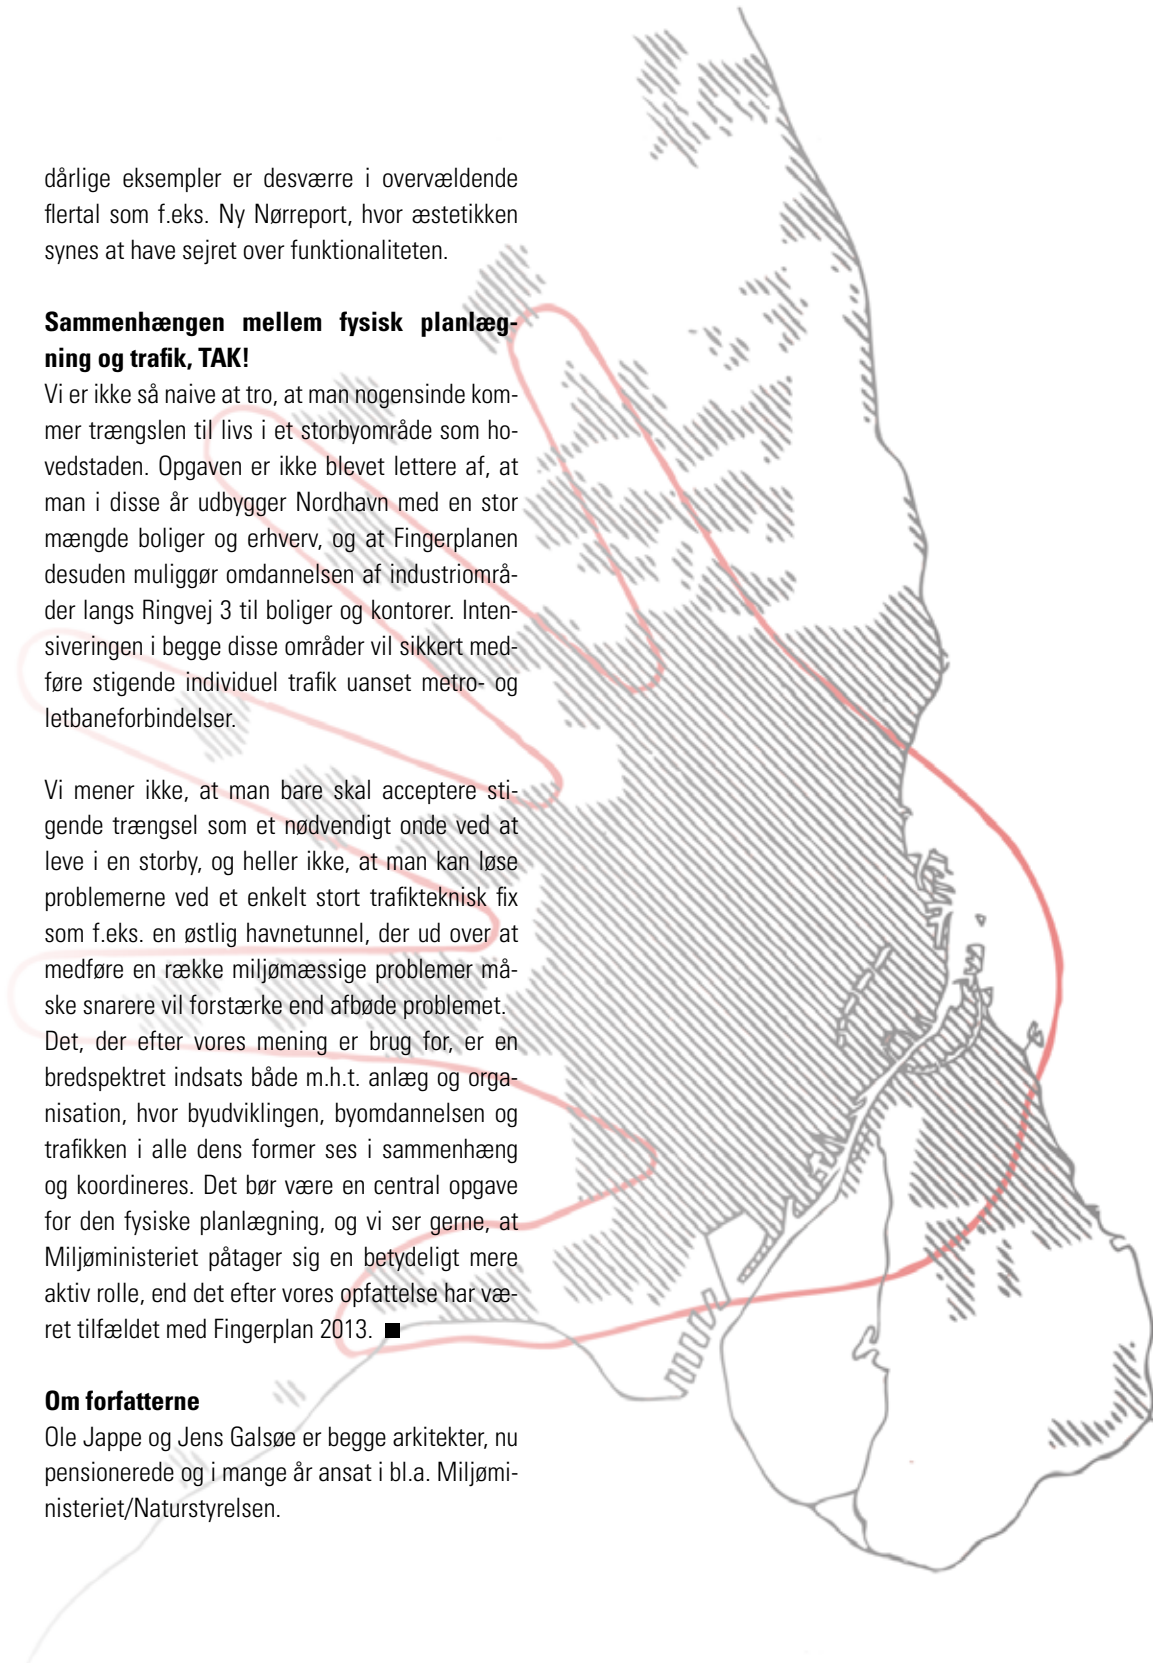 dårlige eksempler er desværre i overvældende
flertal som f.eks. Ny Nørreport, hvor æstetikken
synes at have sejret over funktionaliteten.
Sammenhængen mellem fysisk planlæg-
ning og trafik, TAK!
Vi er ikke så naive at tro, at man nogensinde kom-
mer trængslen til livs i et storbyområde som ho-
vedstaden. Opgaven er ikke blevet lettere af, at
man i disse år udbygger Nordhavn med en stor
mængde boliger og erhverv, og at Fingerplanen
desuden muliggør omdannelsen af industriområ-
der langs Ringvej 3 til boliger og kontorer. Inten-
siveringen i begge disse områder vil sikkert med-
føre stigende individuel trafik uanset metro- og
letbaneforbindelser.
Vi mener ikke, at man bare skal acceptere sti-
gende trængsel som et nødvendigt onde ved at
leve i en storby, og heller ikke, at man kan løse
problemerne ved et enkelt stort trafikteknisk fix
som f.eks. en østlig havnetunnel, der ud over at
medføre en række miljømæssige problemer må-
ske snarere vil forstærke end afbøde problemet.
Det, der efter vores mening er brug for, er en
bredspektret indsats både m.h.t. anlæg og orga-
nisation, hvor byudviklingen, byomdannelsen og
trafikken i alle dens former ses i sammenhæng
og koordineres. Det bør være en central opgave
for den fysiske planlægning, og vi ser gerne, at
Miljøministeriet påtager sig en betydeligt mere
aktiv rolle, end det efter vores opfattelse har væ-
ret tilfældet med Fingerplan 2013. ■
Om forfatterne
Ole Jappe og Jens Galsøe er begge arkitekter, nu
pensionerede og i mange år ansat i bl.a. Miljømi-
nisteriet/Naturstyrelsen.